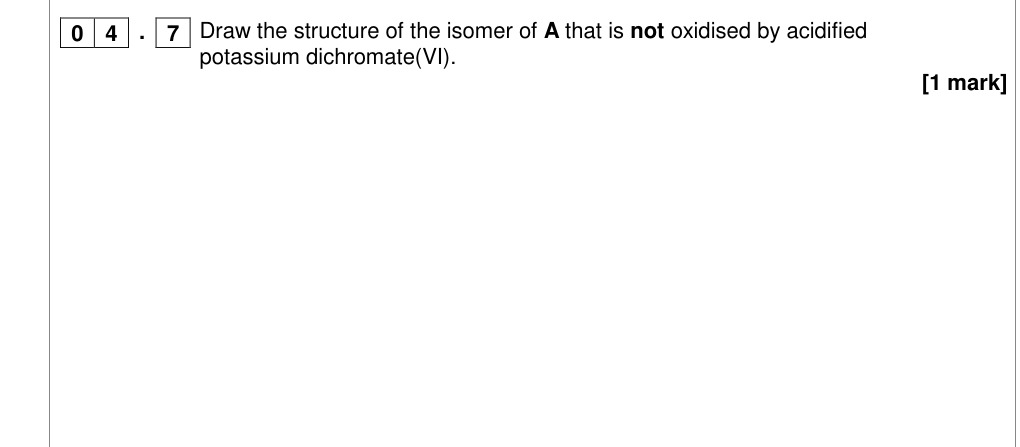 0 4 . 7 Draw the structure of the isomer of A that is not oxidised by acidified
potassium dichromate(VI).
[1 mark]